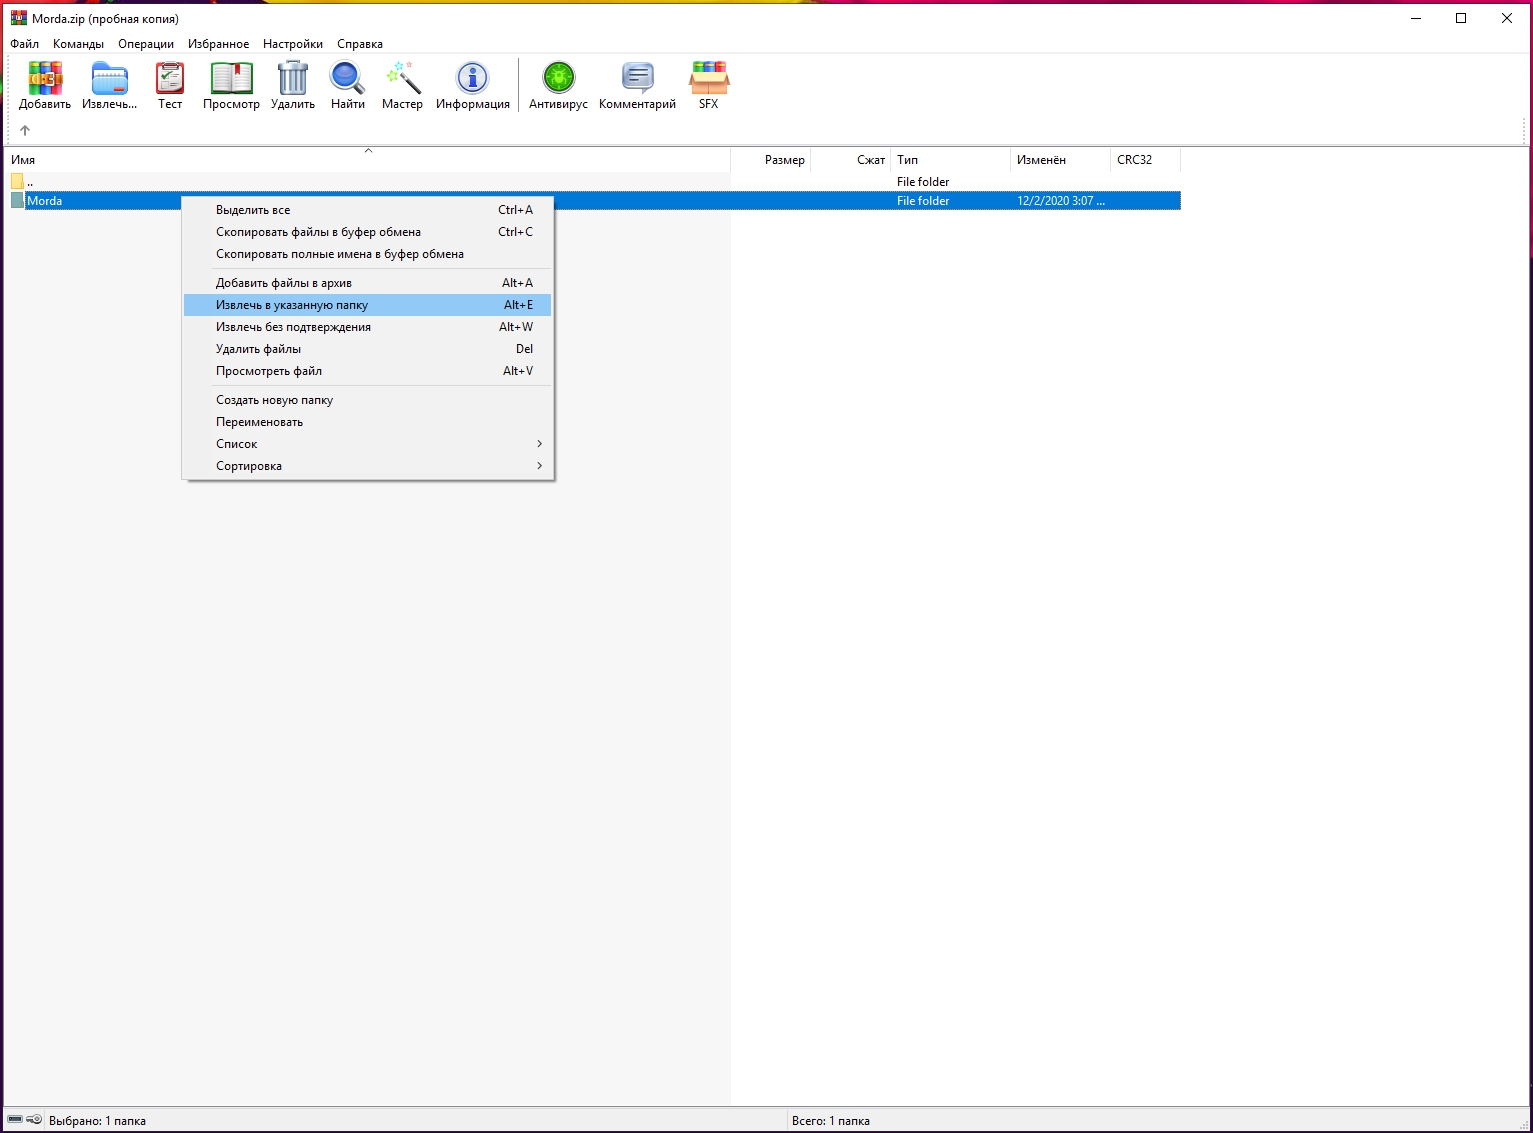 Morda.zip (пробная копия)
Файл Команды Операции Избранное Настройки Справка
Добавить Извлечь... Тест Просмотр Удалить Найти Мастер Информация Антивирус Комментарий SFX
Имя Размер Сжат Тип Изменён CRC32
.. File folder
Morda File folder 12/2/2020 3:07 ...
Выделить все Ctrl+A
Скопировать файлы в буфер обмена Ctrl+C
Скопировать полные имена в буфер обмена
Добавить файлы в архив Alt+A
Извлечь в указанную папку Alt+E
Извлечь без подтверждения Alt+W
Удалить файлы Del
Просмотреть файл Alt+V
Создать новую папку
Переименовать
Список
Сортировка
Выбрано: 1 папка Всего: 1 папка